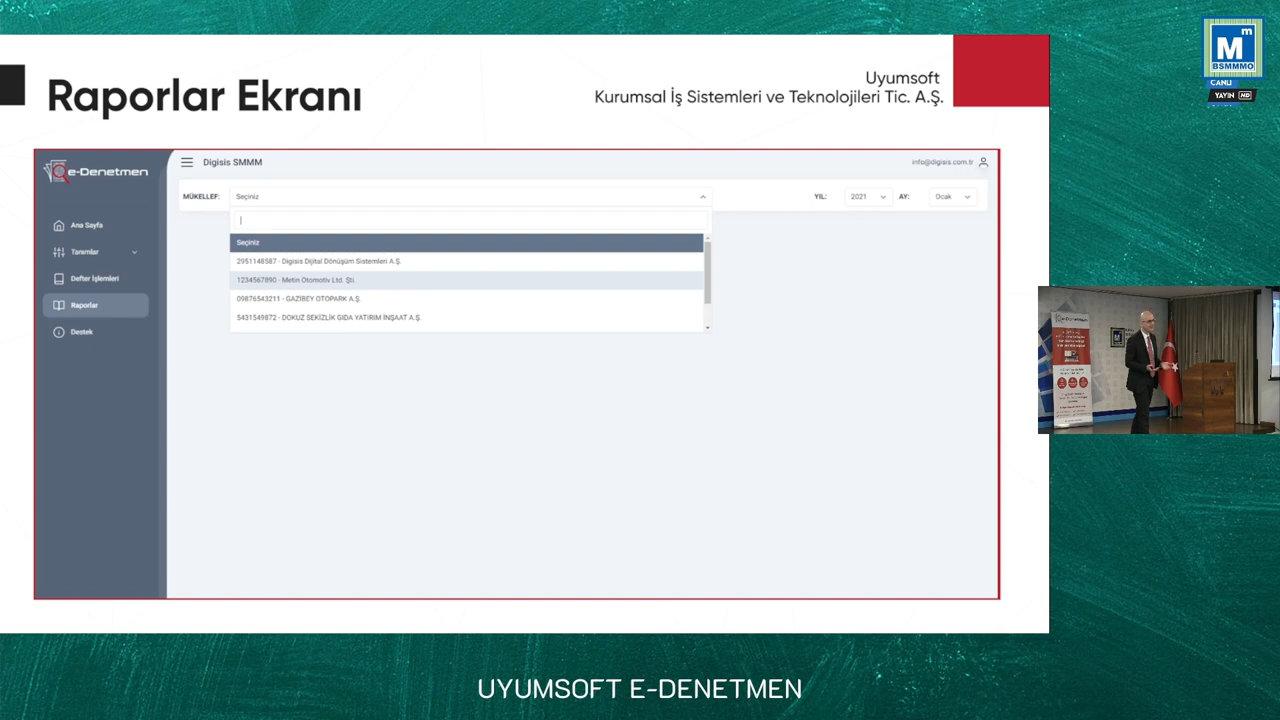 Raporlar Ekranı
Uyumsoft
Kurumsal İş Sistemleri ve Teknolojileri Tic. A.Ş.
Mm
BSMMMO
CANLI
YAYIN HD
e-Denetmen
Digisis SMMM
info@digisis.com.tr
MÜKELLEF: Seçiniz
YIL: 2021 AY: Ocak
Ana Sayfa
Tanımlar
Defter İşlemleri
Raporlar
Destek
Seçiniz
2951148587 - Digisis Dijital Dönüşüm Sistemleri A.Ş.
1234567890 - Metin Otomotiv Ltd. Şti.
09876543211 - GAZİBEY OTOPARK A.Ş.
5431549872 - DOKUZ SEKİZLİK GIDA YATIRIM İNŞAAT A.Ş.
e-Denetmen
UYUMSOFT E-DENETMEN